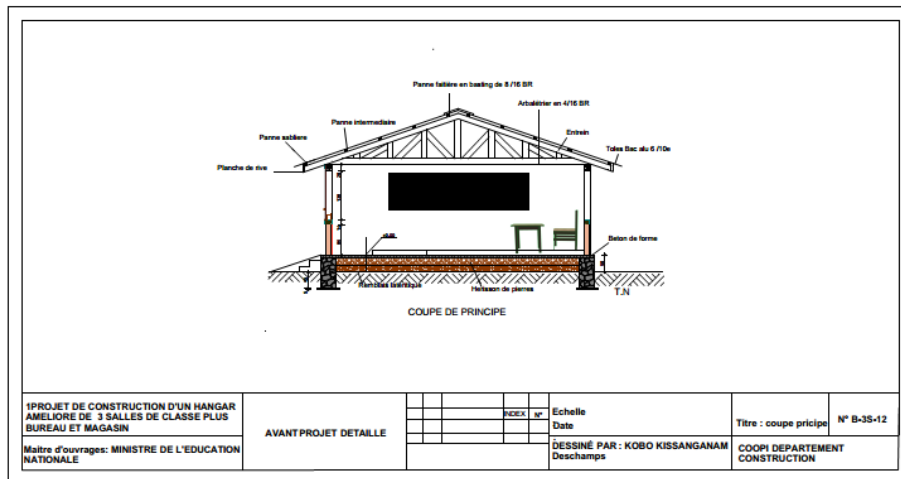 Panne faîtière en basting de 8 /16 BR
Arbalétrier en 4/16 BR
Panne intermediaire
Entrein
Panne sabliere
Toles Bac alu 6 /10e
Planche de rive
Beton de forme
Remblais latéritique
Herisson de pierres
T.N
COUPE DE PRINCIPE
1PROJET DE CONSTRUCTION D'UN HANGAR
AMELIORE DE 3 SALLES DE CLASSE PLUS
BUREAU ET MAGASIN
Maitre d'ouvrages: MINISTRE DE L'EDUCATION
NATIONALE
AVANT PROJET DETAILLE
INDEX N°
Echelle
Date
DESSINÉ PAR : KOBO KISSANGANAM
Deschamps
Titre : coupe pricipe
N° B-3S-12
COOPI DEPARTEMENT
CONSTRUCTION